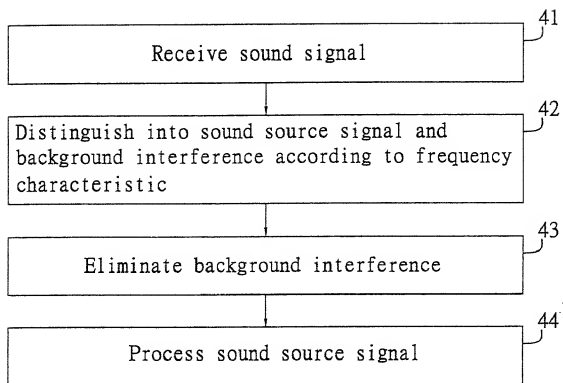 41
Receive sound signal
42
Distinguish into sound source signal and
background interference according to frequency
characteristic
43
Eliminate background interference
44
Process sound source signal